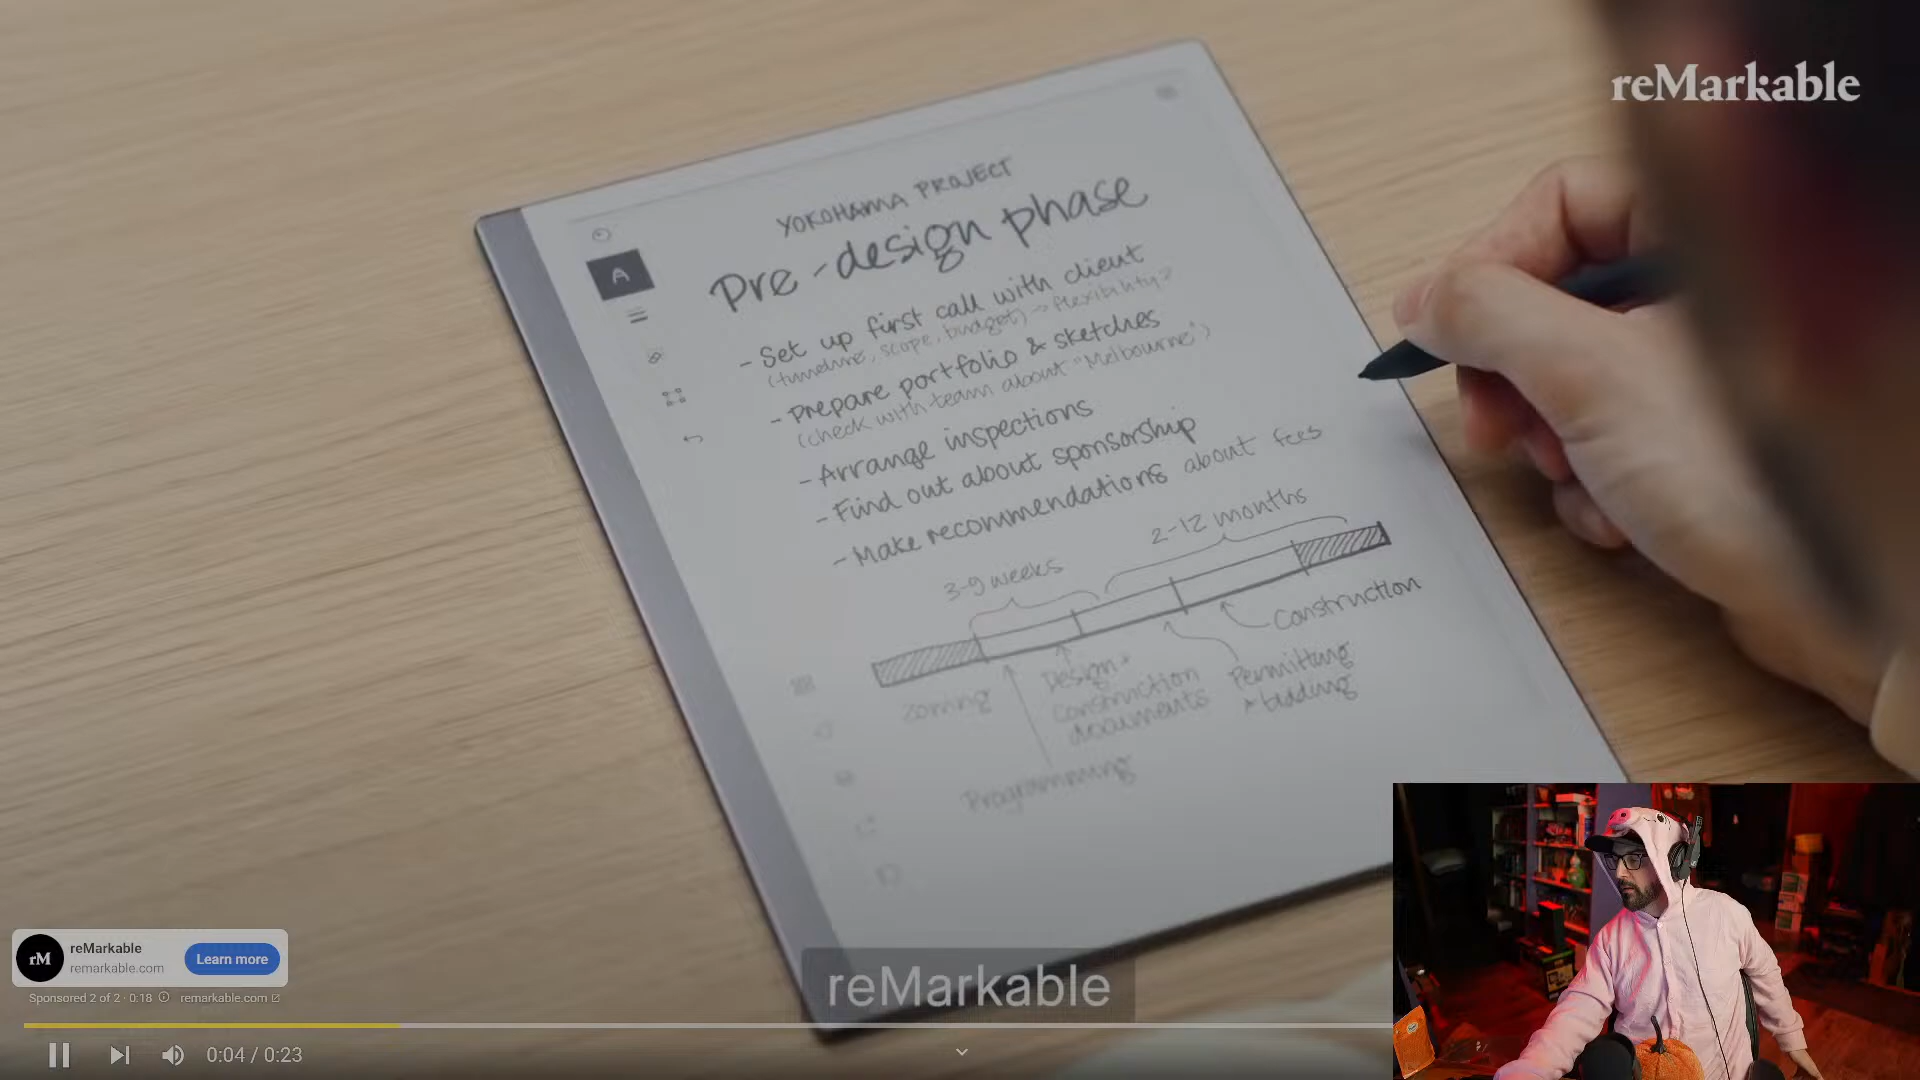 reMarkable
YOKOHAMA PROJECT
Pre-design phase
- Set up first call with client
(timeline, scope, budget) → flexibility?
- Prepare portfolio & sketches
(check with team about "Melbourne")
- Arrange inspections
- Find out about sponsorship
- Make recommendations about fees
2-12 months
3-9 weeks
Construction
Zoning
Design +
Construction
documents
Permitting
+ bidding
Programming
A
rM
reMarkable
remarkable.com
Learn more
Sponsored 2 of 2 · 0:18
remarkable.com
reMarkable
0:04 / 0:23